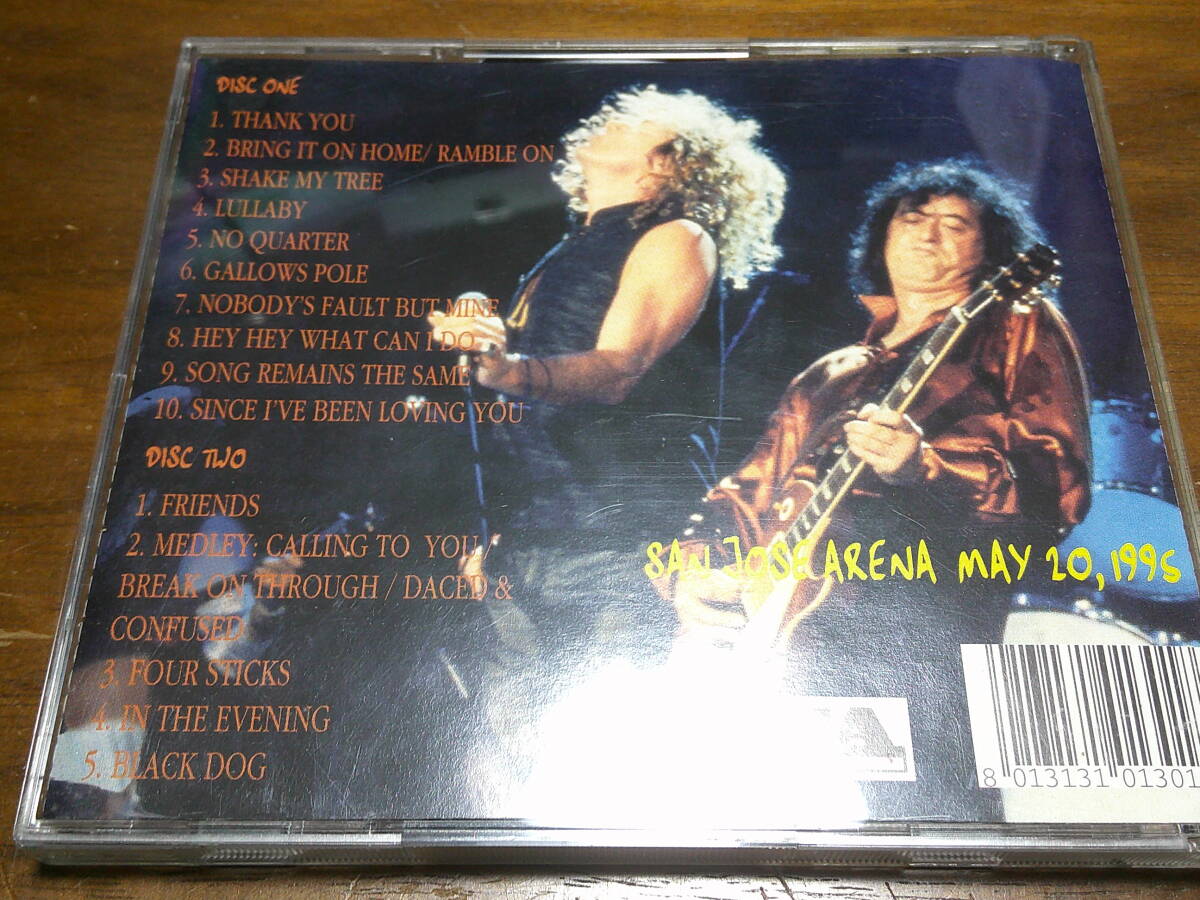 DISC ONE
1. THANK YOU
2. BRING IT ON HOME/ RAMBLE ON
3. SHAKE MY TREE
4. LULLABY
5. NO QUARTER
6. GALLOWS POLE
7. NOBODY'S FAULT BUT MINE
8. HEY HEY WHAT CAN I DO
9. SONG REMAINS THE SAME
10. SINCE I'VE BEEN LOVING YOU
DISC TWO
1. FRIENDS
2. MEDLEY: CALLING TO YOU /
BREAK ON THROUGH / DACED &
CONFUSED
3. FOUR STICKS
4. IN THE EVENING
5. BLACK DOG
SAN JOSE ARENA MAY 20, 1995
8 013131 01301